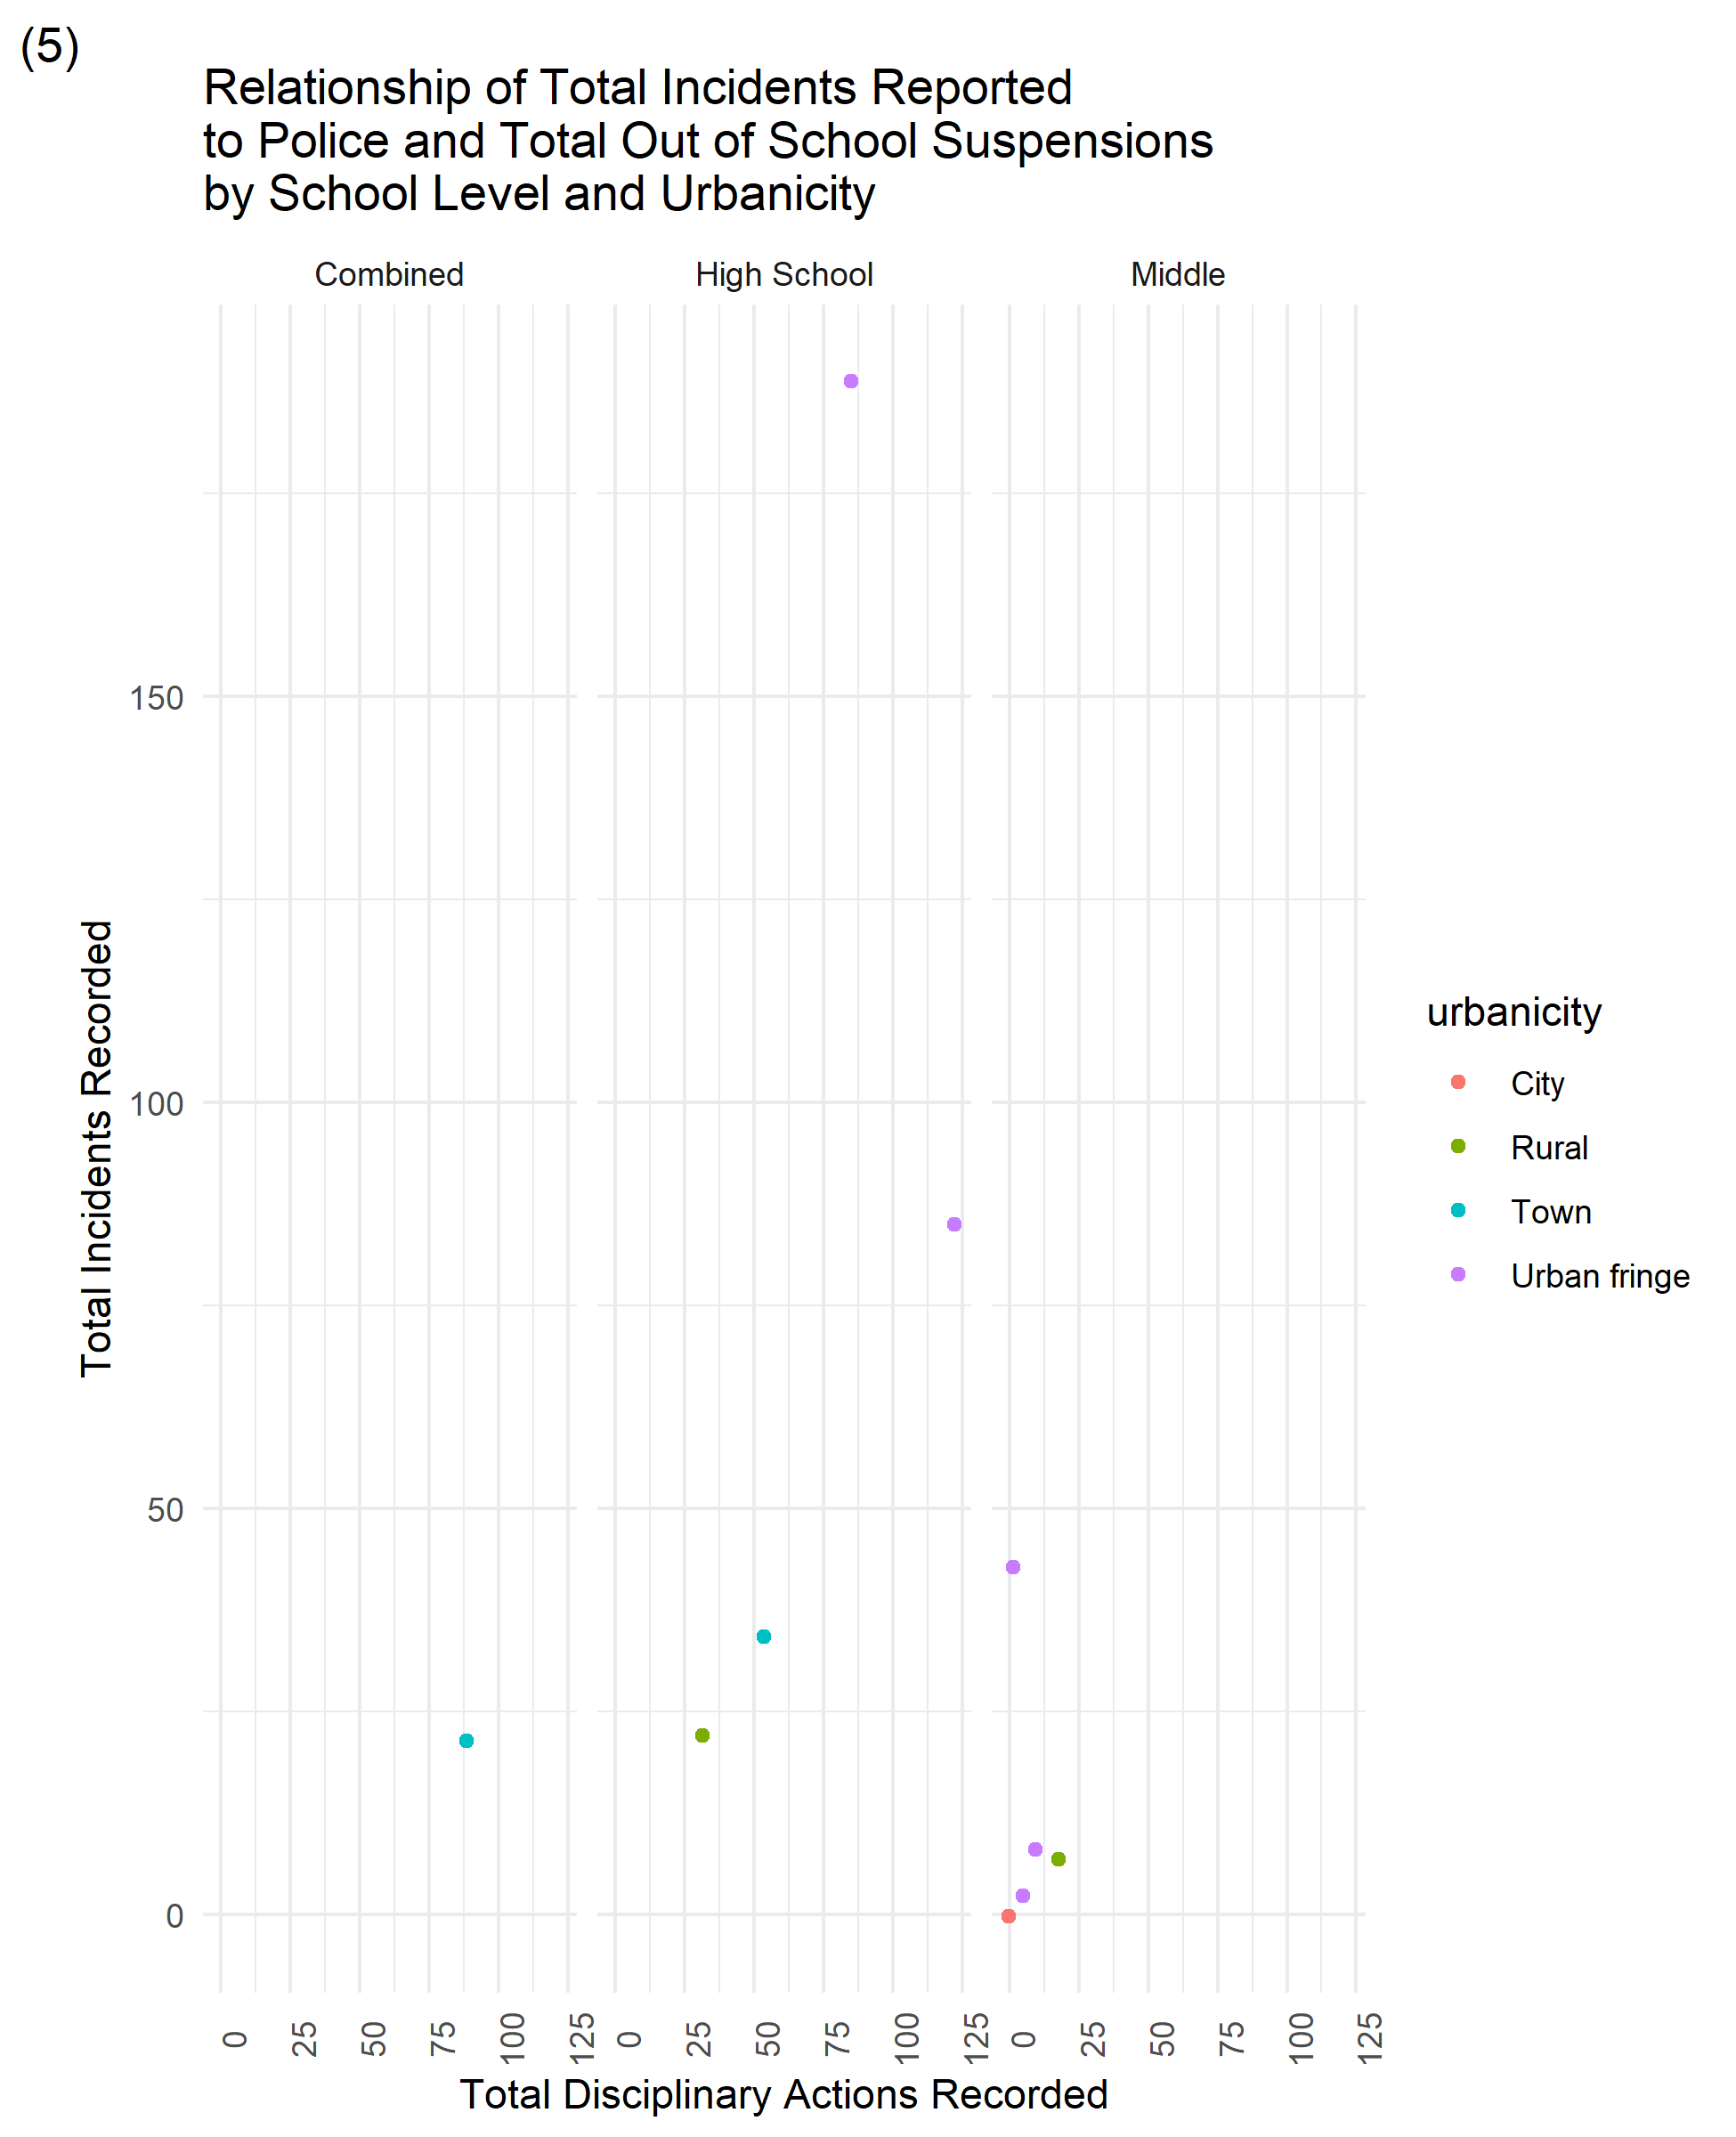 (5)
Relationship of Total Incidents Reported
to Police and Total Out of School Suspensions
by School Level and Urbanicity
Combined
High School
Middle
150
100
50
0
Total Incidents Recorded
urbanicity
City
Rural
Town
Urban fringe
0 25 50 75 100 125
0 25 50 75 100 125
0 25 50 75 100 125
Total Disciplinary Actions Recorded